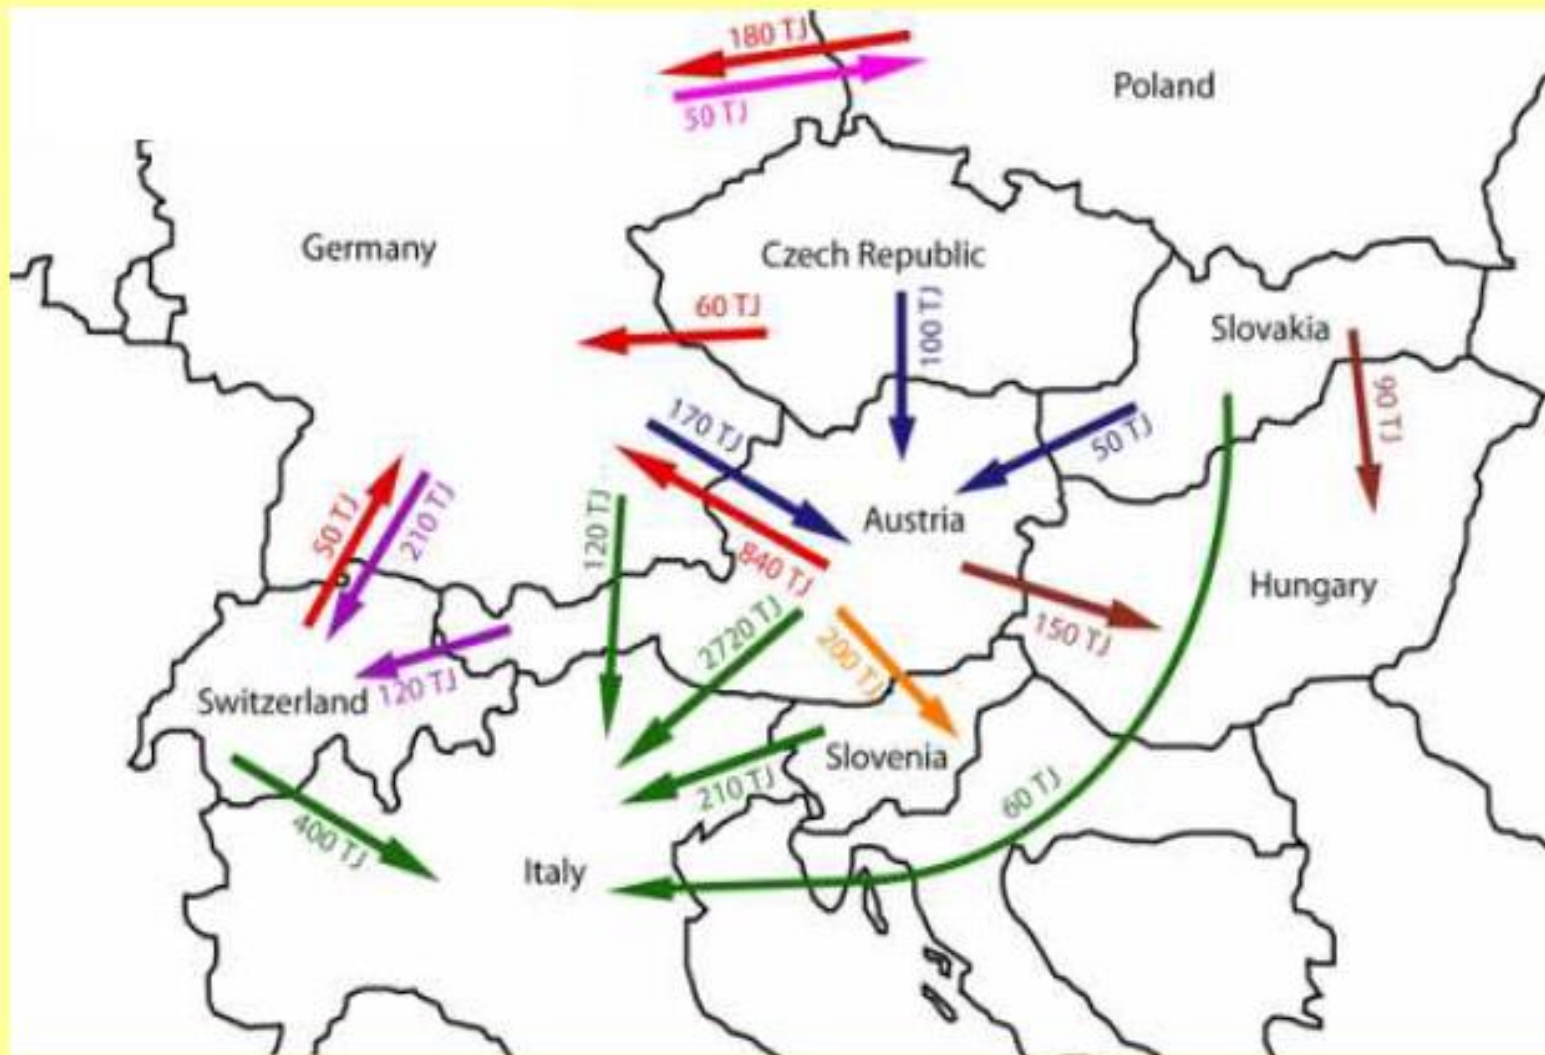 180 TJ
Poland
50 TJ
Germany
Czech Republic
60 TJ
100 TJ
Slovakia
90 TJ
170 TJ
50 TJ
50 TJ
210 TJ
120 TJ
Austria
840 TJ
Hungary
2720 TJ
150 TJ
200 TJ
120 TJ
Switzerland
Slovenia
210 TJ
60 TJ
400 TJ
Italy